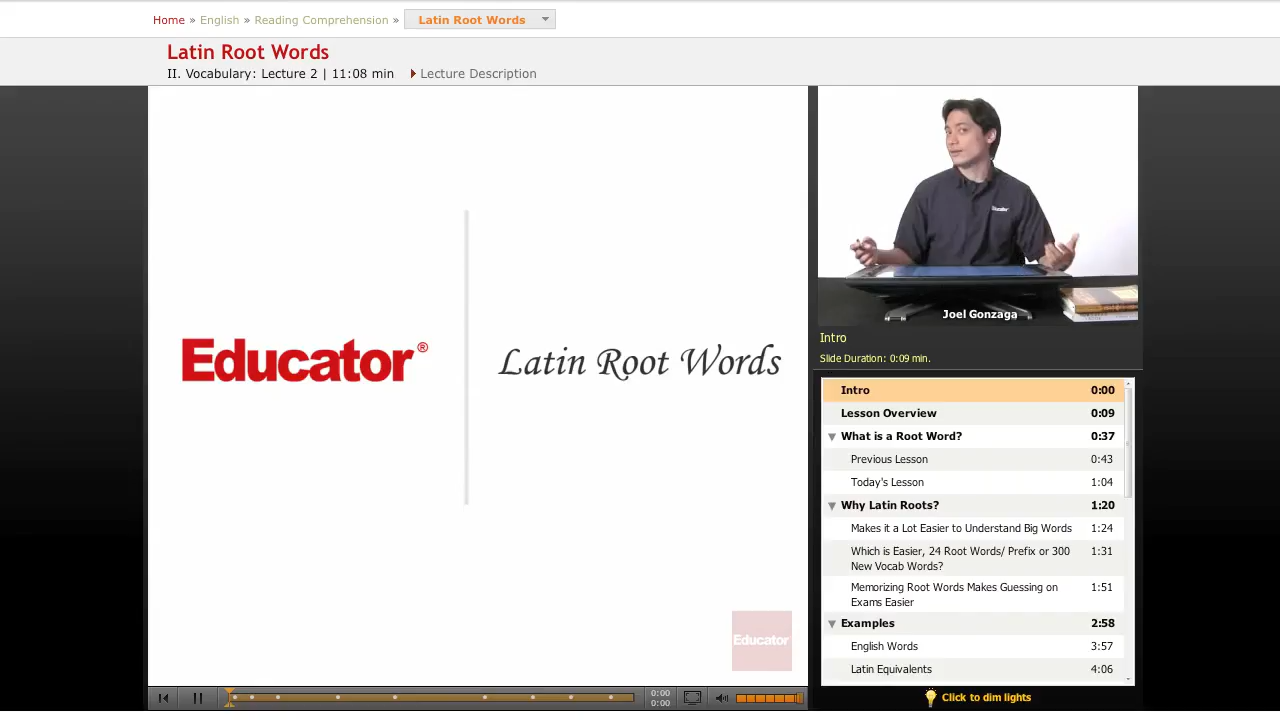 Home » English » Reading Comprehension » Latin Root Words
Latin Root Words
II. Vocabulary: Lecture 2 | 11:08 min Lecture Description
Educator®
Latin Root Words
Educator
Educator
Joel Gonzaga
Intro
Slide Duration: 0:09 min.
Intro 0:00
Lesson Overview 0:09
What is a Root Word? 0:37
Previous Lesson 0:43
Today's Lesson 1:04
Why Latin Roots? 1:20
Makes it a Lot Easier to Understand Big Words 1:24
Which is Easier, 24 Root Words/ Prefix or 300 1:31
New Vocab Words?
Memorizing Root Words Makes Guessing on 1:51
Exams Easier
Examples 2:58
English Words 3:57
Latin Equivalents 4:06
0:00
0:00
Click to dim lights